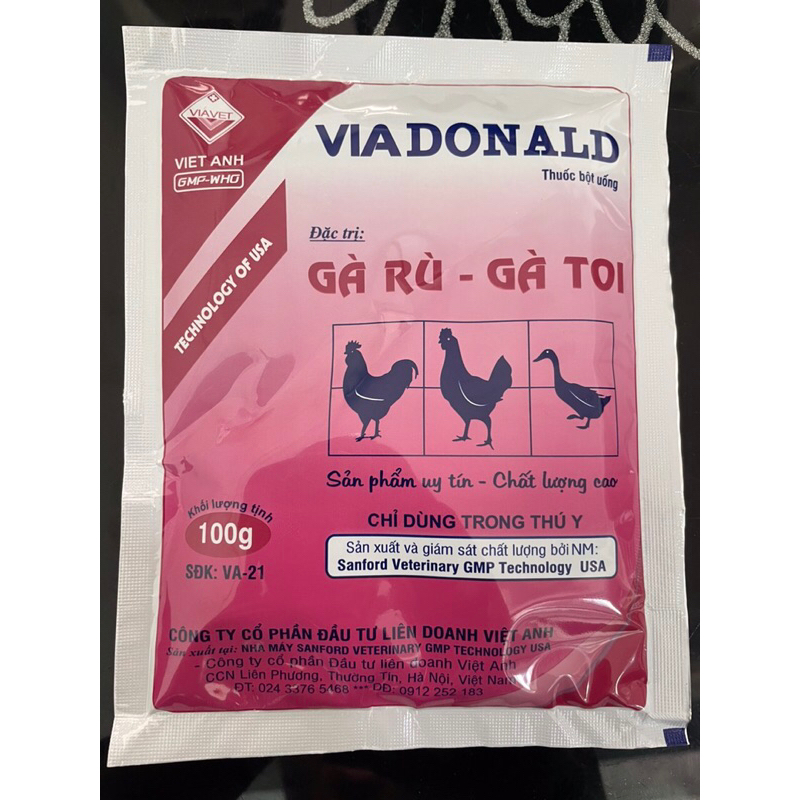 VIAVET
VIET ANH
GMP-WHO
TECHNOLOGY OF USA
VIADONALD
Thuốc bột uống
Đặc trị:
GÀ RÙ - GÀ TOI
Sản phẩm uy tín - Chất lượng cao
CHỈ DÙNG TRONG THÚ Y
Sản xuất và giám sát chất lượng bởi NM:
Sanford Veterinary GMP Technology USA
Khối lượng tịnh
100g
SĐK: VA-21
CÔNG TY CỔ PHẦN ĐẦU TƯ LIÊN DOANH VIỆT ANH
Sản xuất tại: NHÀ MÁY SANFORD VETERINARY GMP TECHNOLOGY USA
- Công ty cổ phần Đầu tư liên doanh Việt Anh
CCN Liên Phương, Thường Tín, Hà Nội, Việt Nam
ĐT: 024 3376 5468 *** DĐ: 0912 252 183